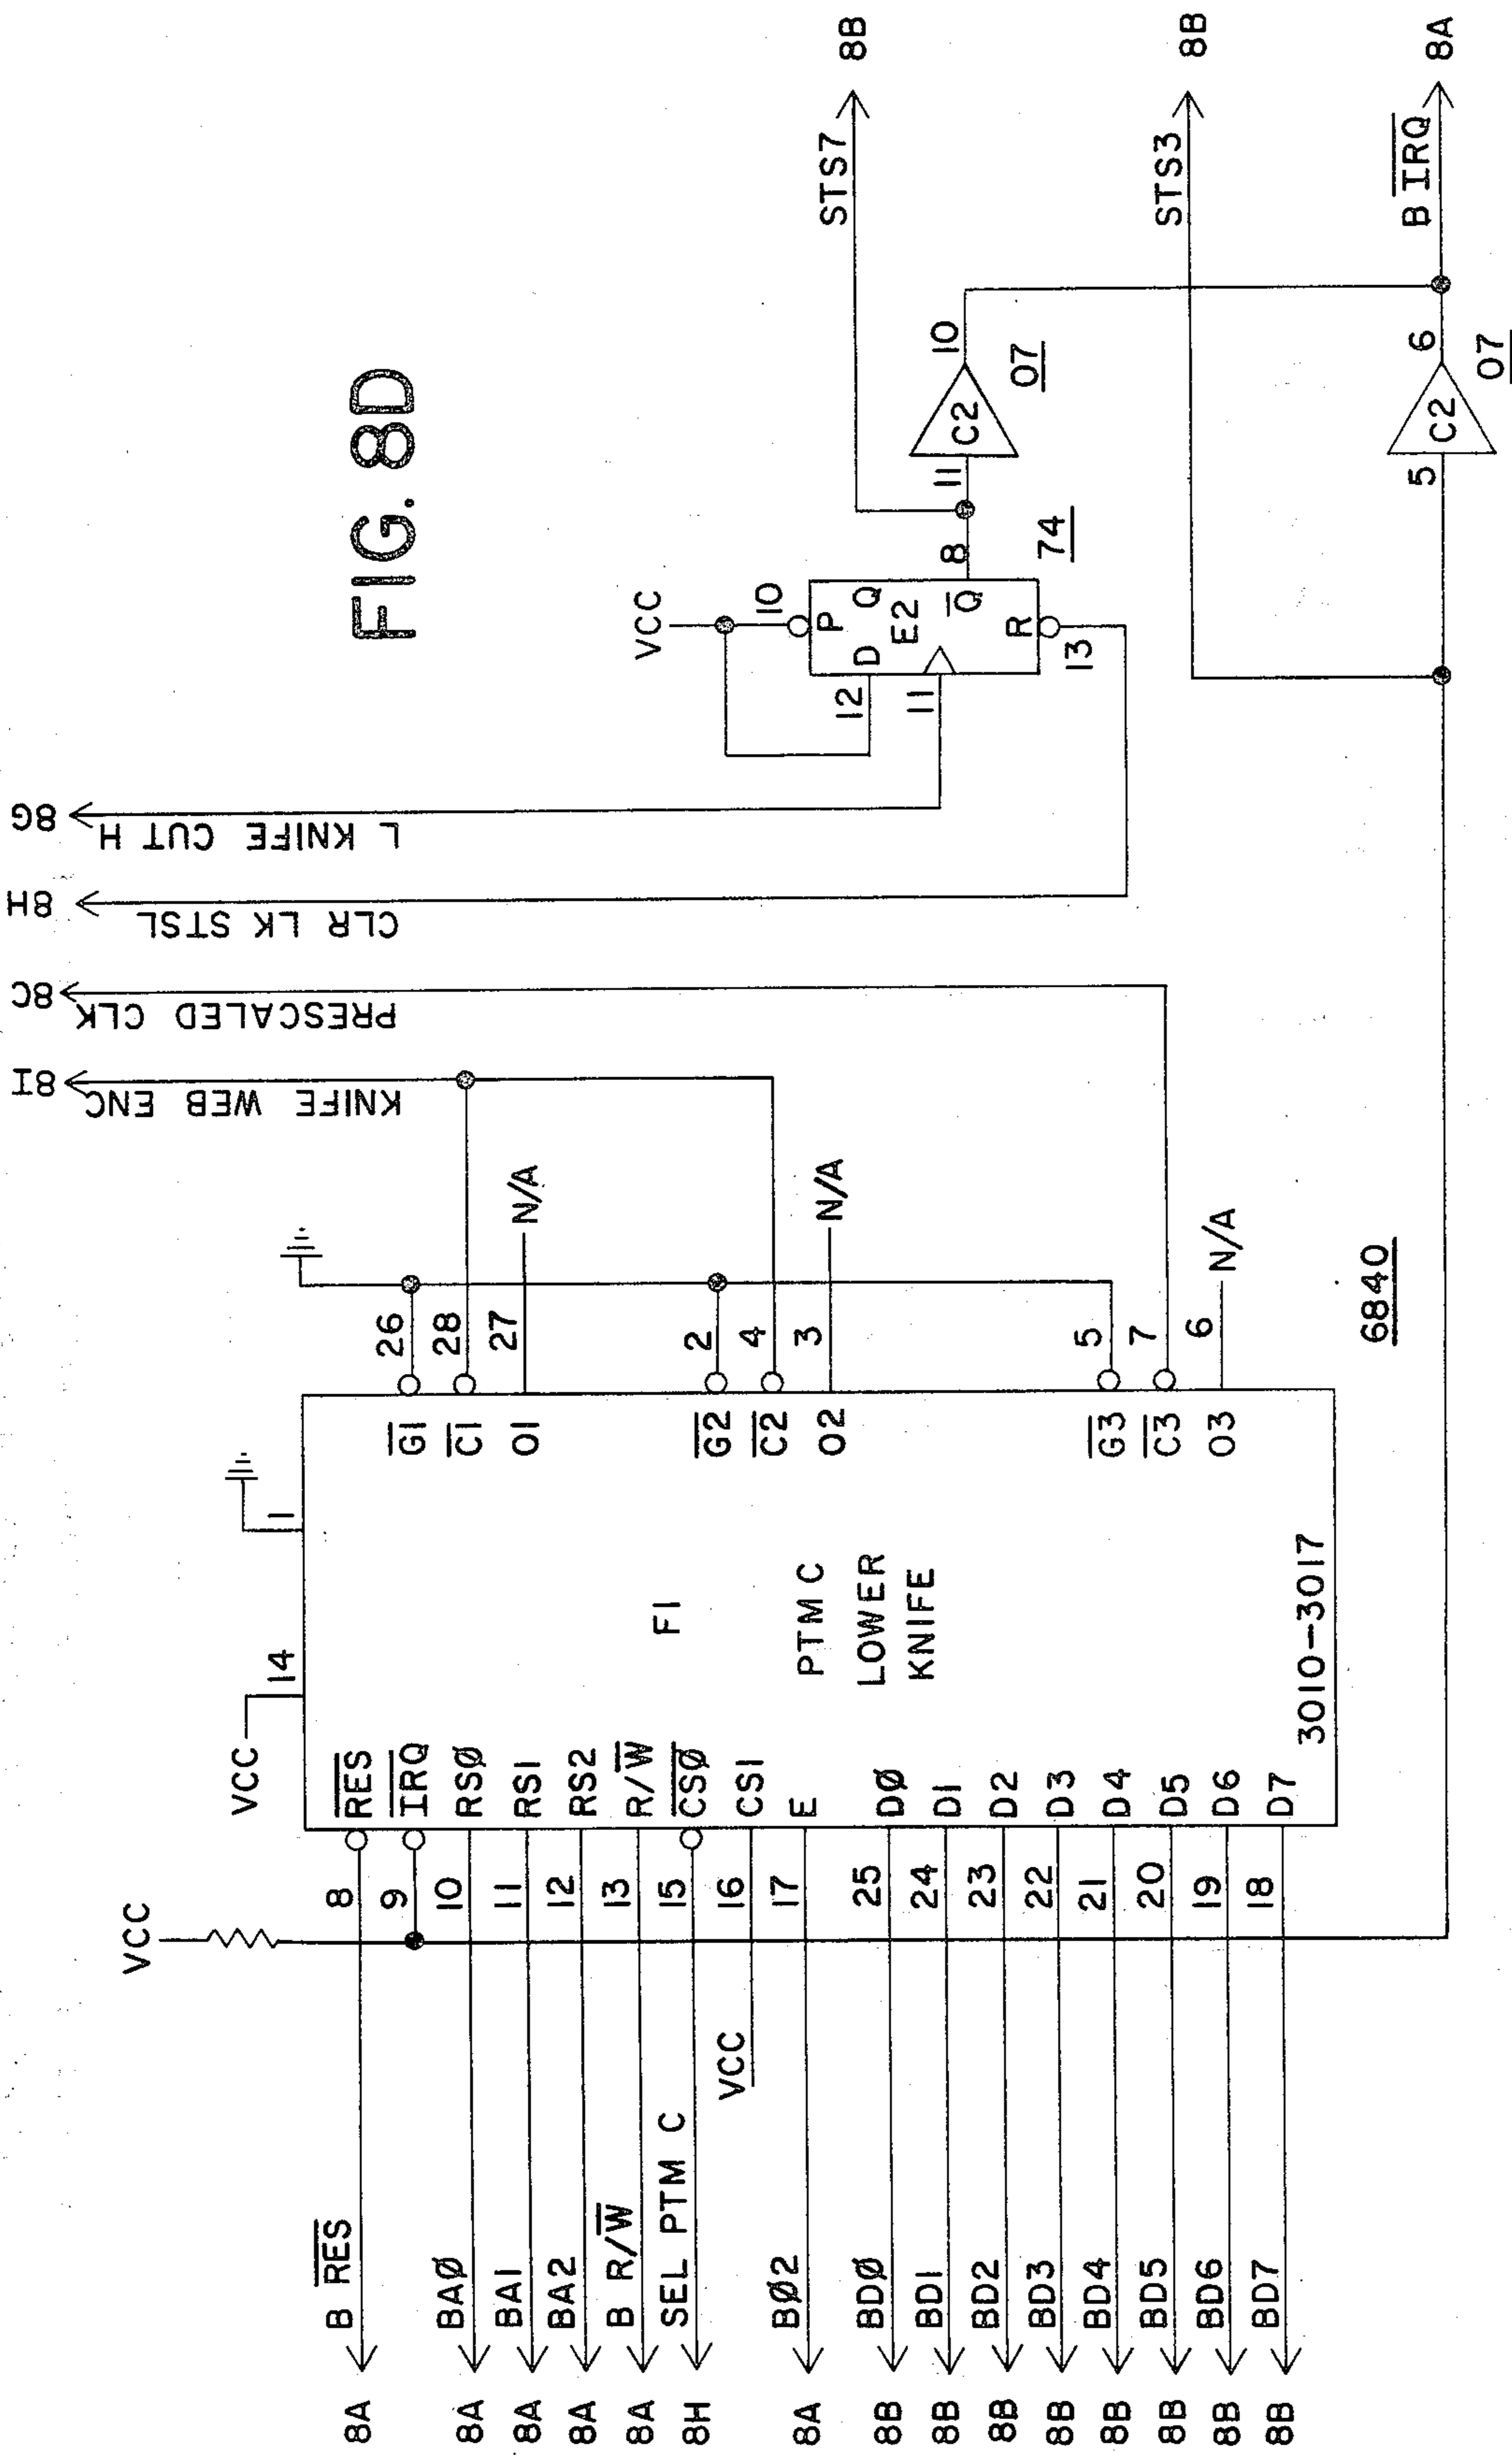 FIG. 8D
8A B RES 8 RES
9 IRQ
8A BAØ 10 RSØ
8A BA1 11 RS1
8A BA2 12 RS2
8A B R/W 13 R/W
8H SEL PTM C 15 CSØ
VCC 16 CS1
8A BØ2 17 E
8B BDØ 25 DØ
8B BD1 24 D1
8B BD2 23 D2
8B BD3 22 D3
8B BD4 21 D4
8B BD5 20 D5
8B BD6 19 D6
8B BD7 18 D7
VCC
VCC 14
1
F1
PTM C
LOWER
KNIFE
3010-3017
6840
G1 26
C1 28
O1 27 N/A
G2 2
C2 4
O2 3 N/A
G3 5
C3 7
O3 6 N/A
KNIFE WEB ENC 8I
PRESCALED CLK 8C
CLR LK STSL 8H
L KNIFE CUT H 8G
VCC
10
P
12 D Q
E2
11 Q 8
R
13
74
11 C2 10
07
STS7 8B
STS3 8B
5 C2 6
07
B IRQ 8A